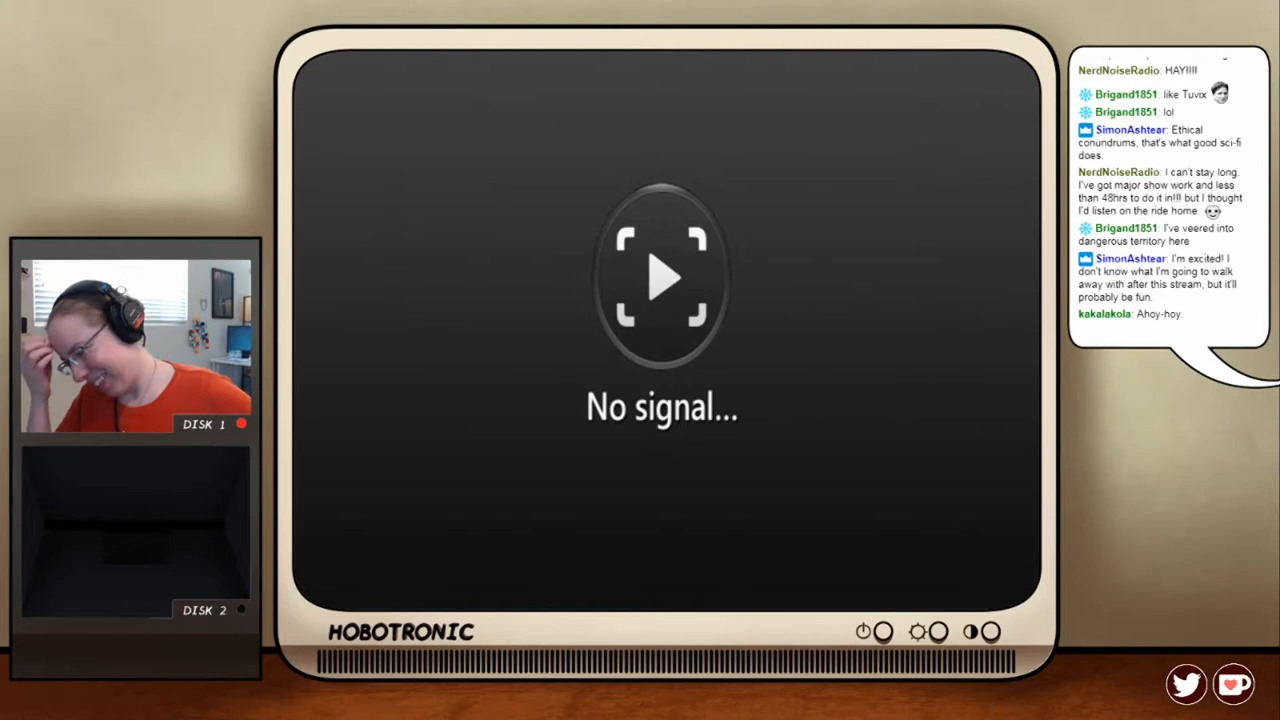 NerdNoiseRadio: HAY!!!!
Brigand1851: like Tuvix
Brigand1851: lol
SimonAshtear: Ethical
conundrums, that's what good sci-fi
does.
NerdNoiseRadio: I can't stay long.
I've got major show work and less
than 48hrs to do it in!!! but I thought
I'd listen on the ride home.
Brigand1851: I've veered into
dangerous territory here
SimonAshtear: I'm excited! I
don't know what I'm going to walk
away with after this stream, but it'll
probably be fun.
kakalakola: Ahoy-hoy.
No signal...
DISK 1
DISK 2
HOBOTRONIC